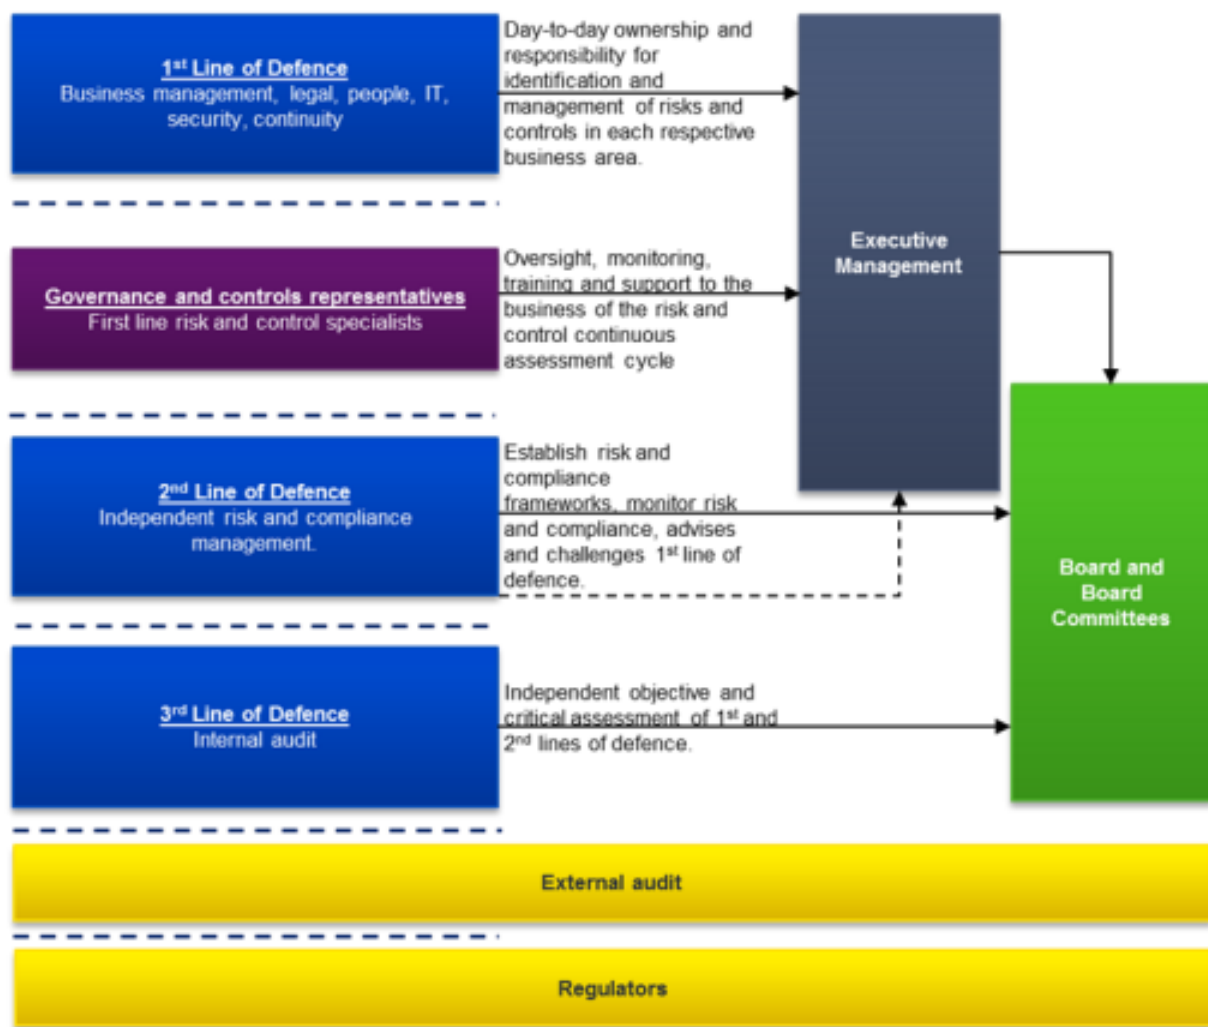 1st Line of Defence
Business management, legal, people, IT,
security, continuity
Day-to-day ownership and
responsibility for
identification and
management of risks and
controls in each respective
business area.
Executive
Management
Governance and controls representatives
First line risk and control specialists
Oversight, monitoring,
training and support to the
business of the risk and
control continuous
assessment cycle
2nd Line of Defence
Independent risk and compliance
management.
Establish risk and
compliance
frameworks, monitor risk
and compliance, advises
and challenges 1st line of
defence.
Board and
Board
Committees
3rd Line of Defence
Internal audit
Independent objective and
critical assessment of 1st and
2nd lines of defence.
External audit
Regulators